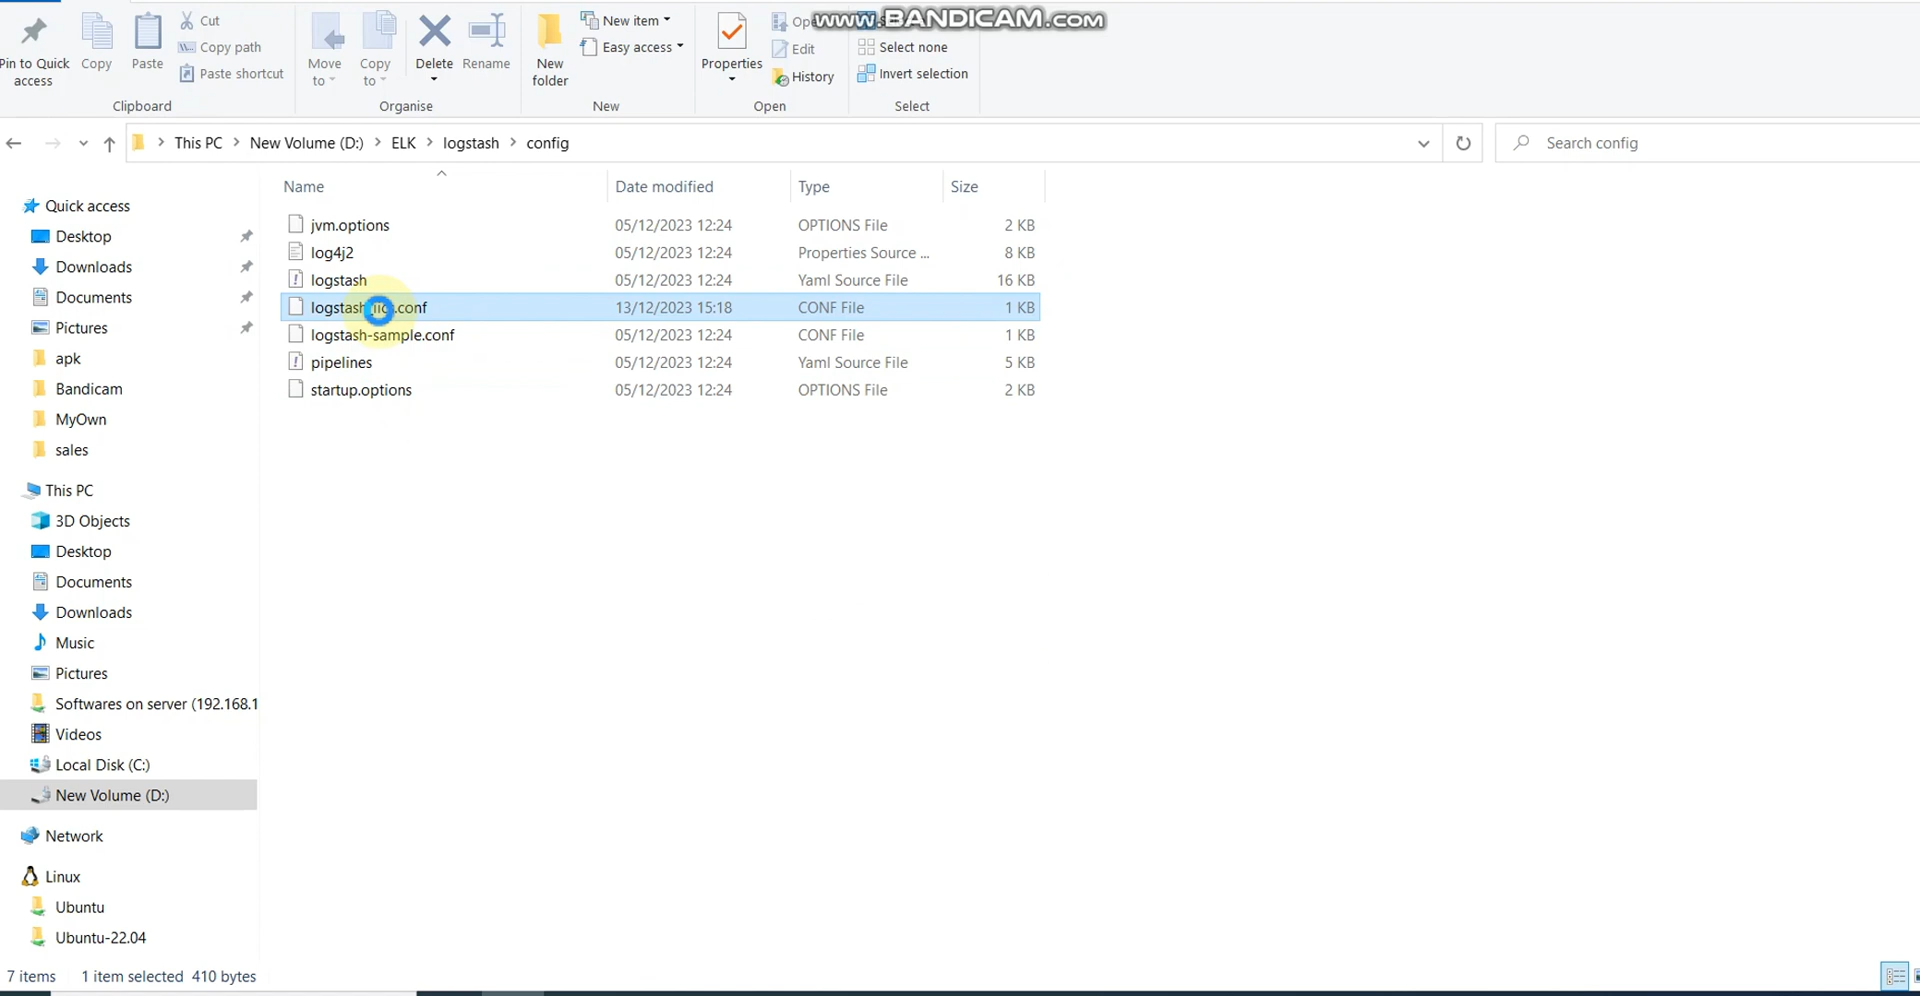 Pin to Quick access
Copy
Paste
Cut
Copy path
Paste shortcut
Clipboard
Move to
Copy to
Delete
Rename
Organise
New folder
New item
Easy access
New
Properties
Edit
History
Open
www.BANDICAM.com
Select none
Invert selection
Select
This PC > New Volume (D:) > ELK > logstash > config
Search config
Name Date modified Type Size
jvm.options 05/12/2023 12:24 OPTIONS File 2 KB
log4j2 05/12/2023 12:24 Properties Source ... 8 KB
logstash 05/12/2023 12:24 Yaml Source File 16 KB
13/12/2023 15:18 CONF File 1 KB
logstash-sample.conf 05/12/2023 12:24 CONF File 1 KB
pipelines 05/12/2023 12:24 Yaml Source File 5 KB
startup.options 05/12/2023 12:24 OPTIONS File 2 KB
Quick access
Desktop
Downloads
Documents
Pictures
apk
Bandicam
MyOwn
sales
This PC
3D Objects
Desktop
Documents
Downloads
Music
Pictures
Softwares on server (192.168.1
Videos
Local Disk (C:)
New Volume (D:)
Network
Linux
Ubuntu
Ubuntu-22.04
7 items 1 item selected 410 bytes